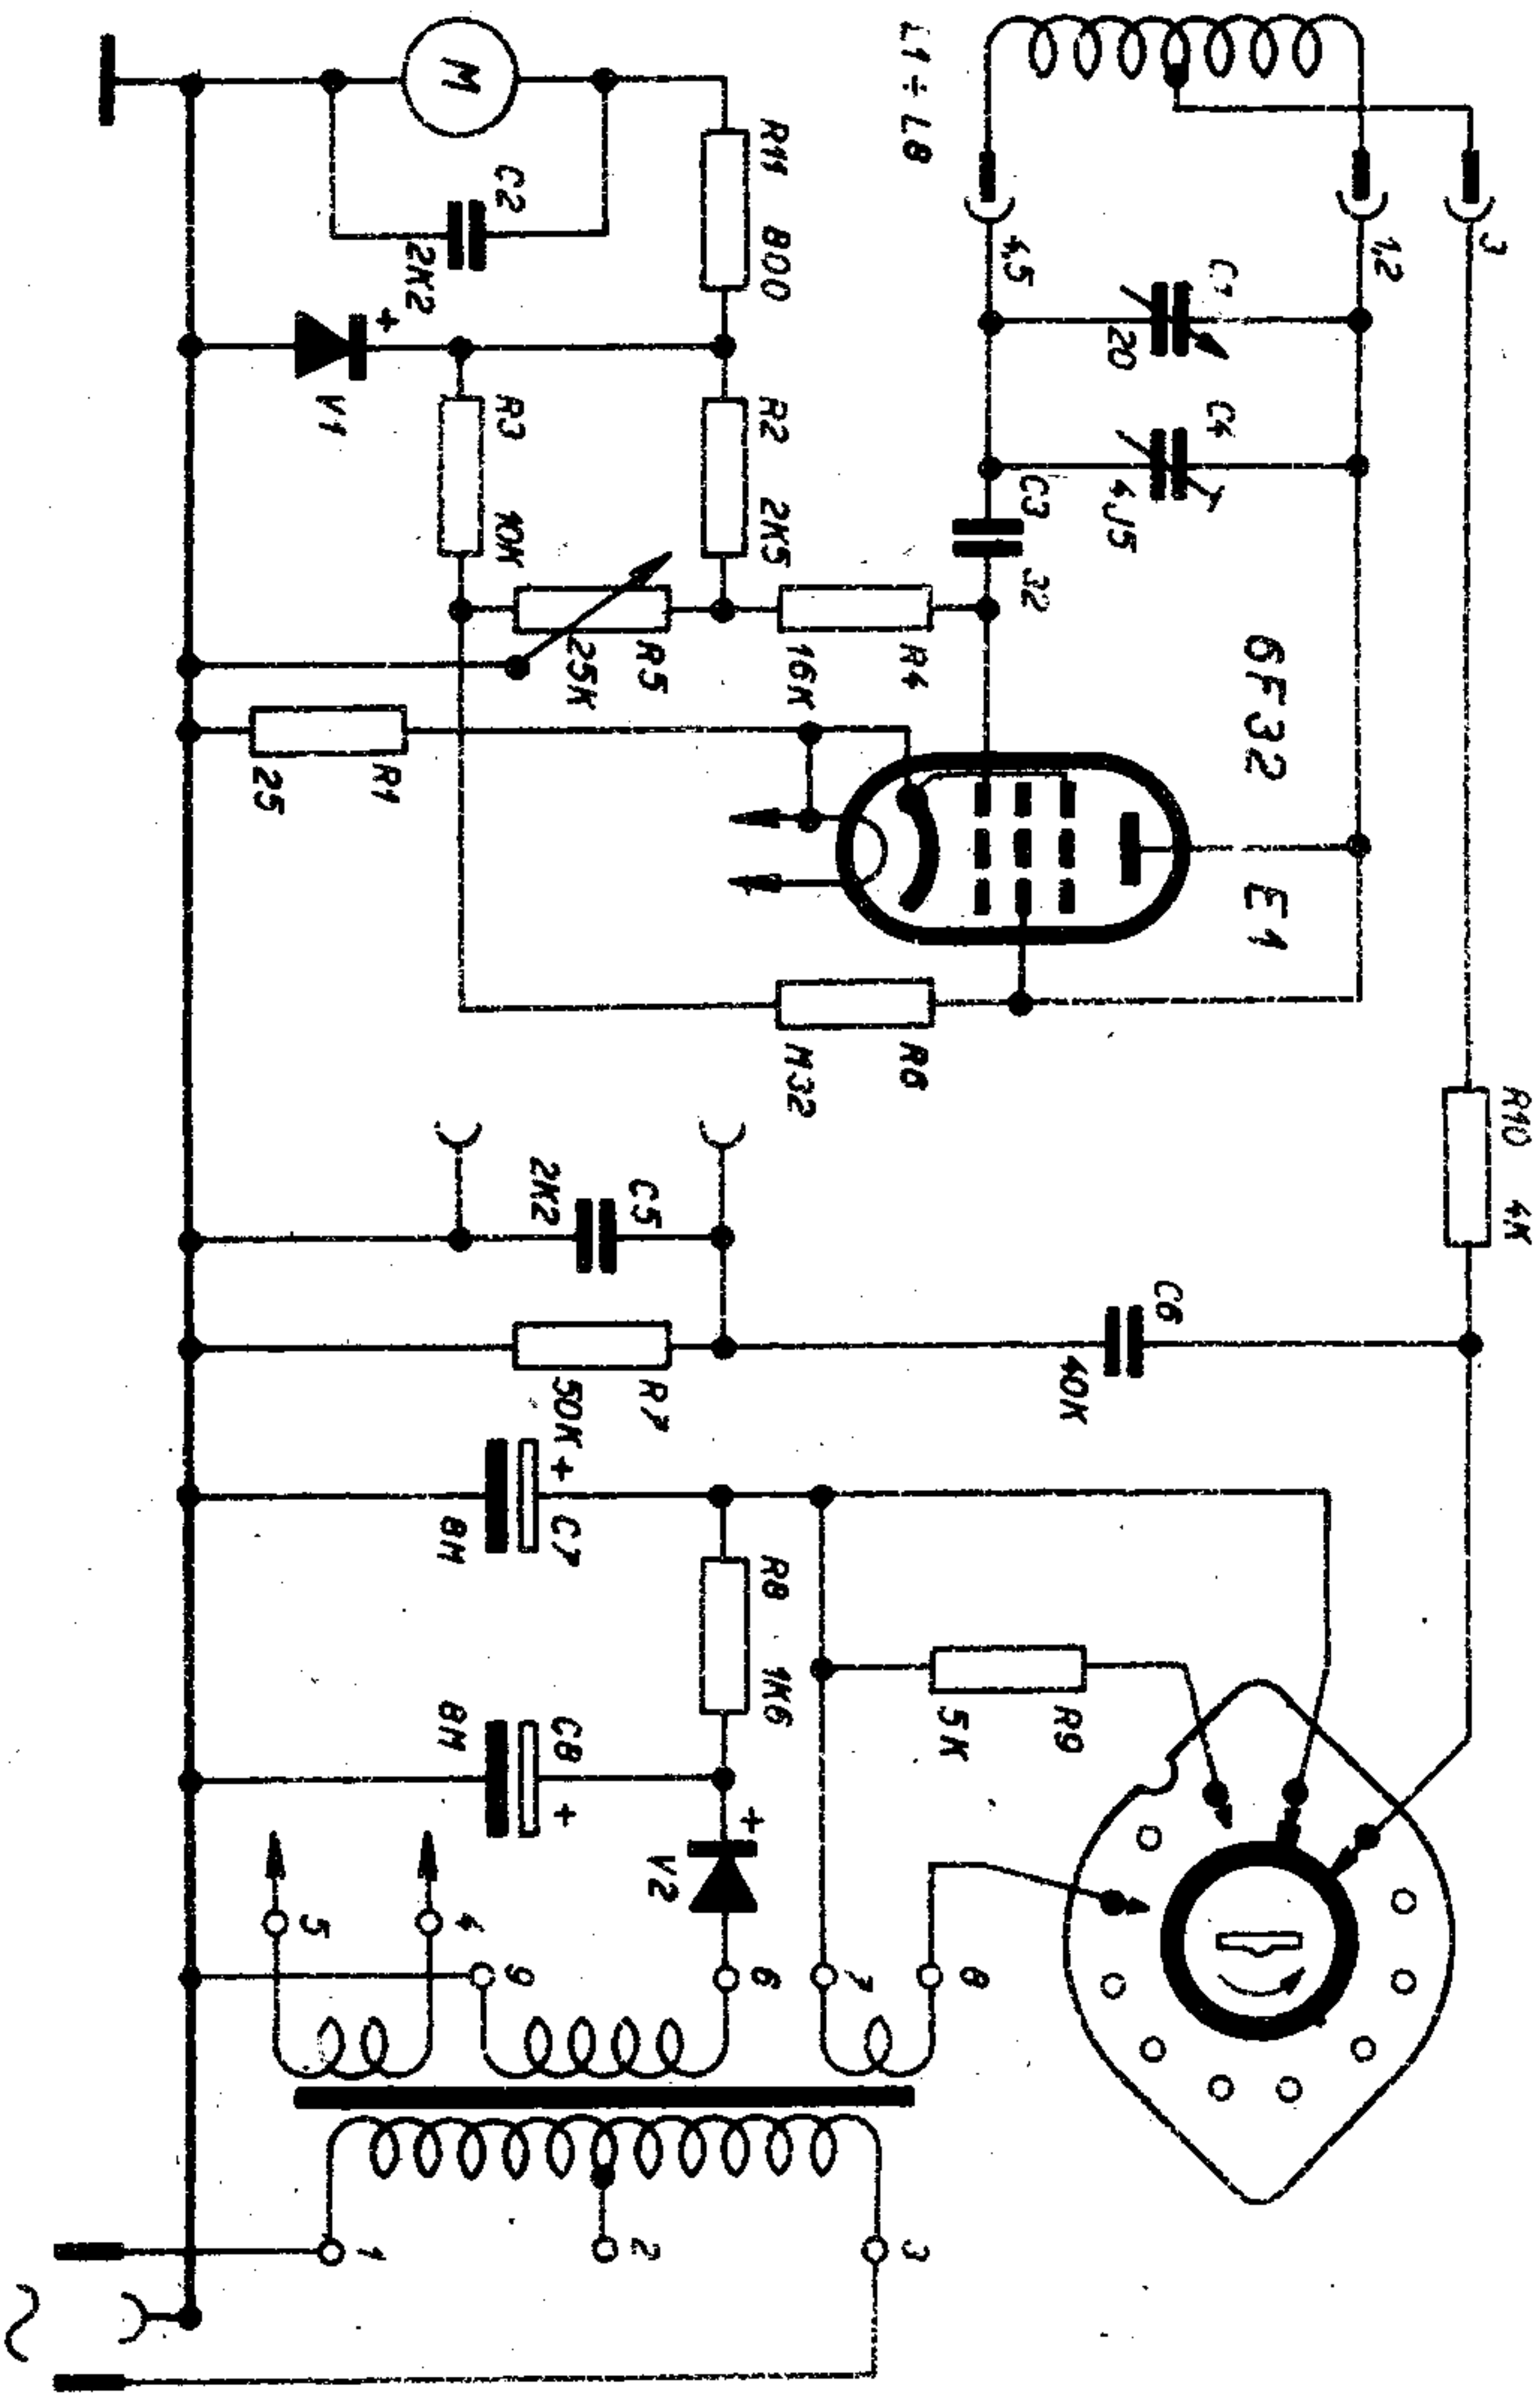 L1÷L8
3
1,2
4,5
C1
20
C4
4J5
C3
32
6F32 E1
R10 4K
R11 800
C2
2K2
M
+
V1
R2 2K5
R3 10K
R4
16K
R5
25K
R1
25
R6
M32
C5
2K2
C6
40K
R7
50K
+ C7
8M
R8 1K6
R9
5K
C8 +
8M
+
V2
8
7
6
9
4
5
1
2
3
~